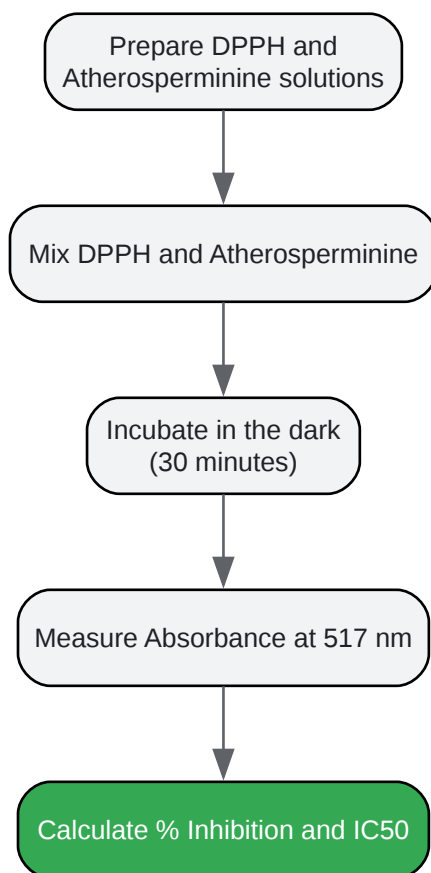 Prepare DPPH and
Atherosperminine solutions
Mix DPPH and Atherosperminine
Incubate in the dark
(30 minutes)
Measure Absorbance at 517 nm
Calculate % Inhibition and IC50